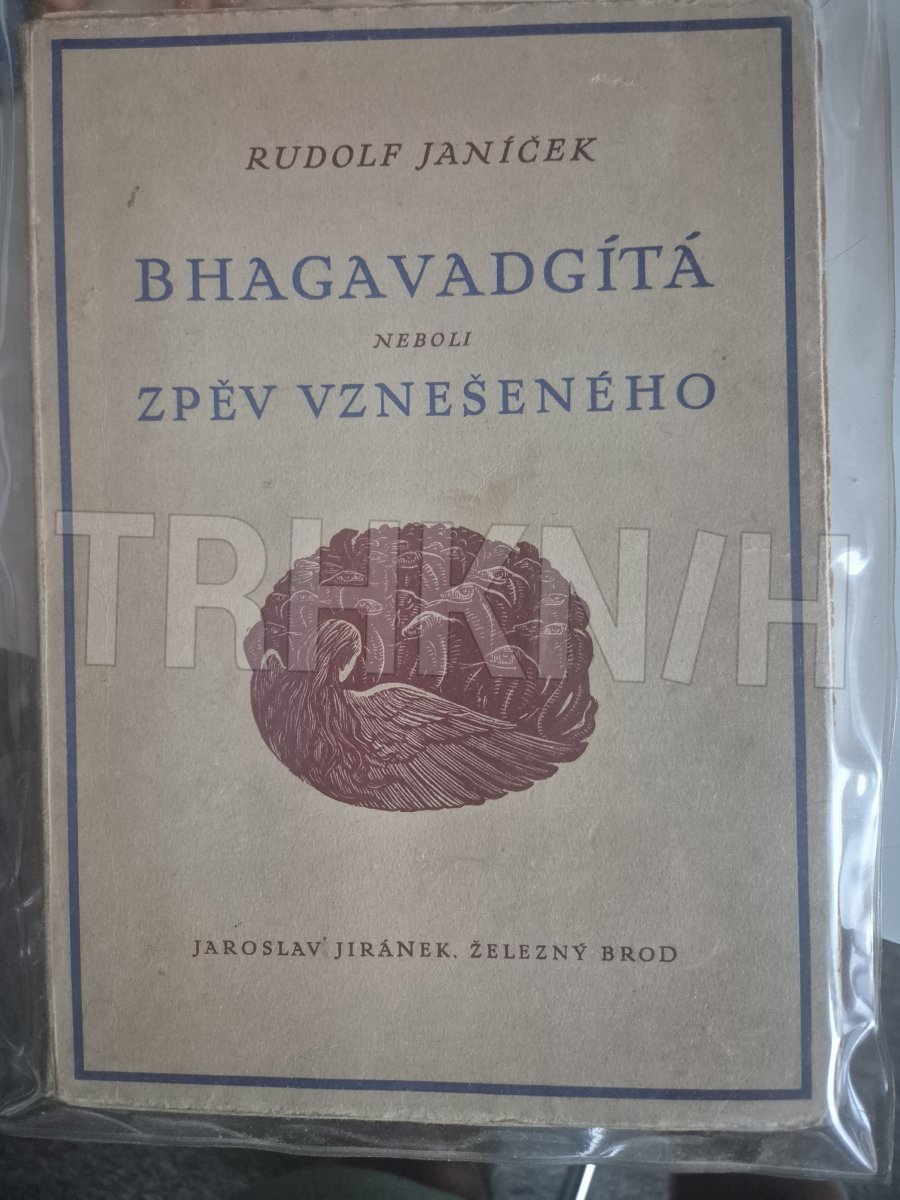 RUDOLF JANÍČEK
BHAGAVADGÍTÁ
NEBOLI
ZPĚV VZNEŠENÉHO
TRHKNIH
JAROSLAV JIRÁNEK, ŽELEZNÝ BROD